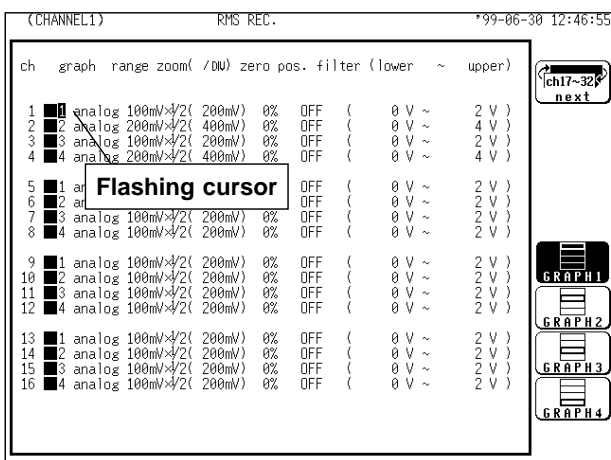 (CHANNEL1) RMS REC. '99-06-30 12:46:55
ch graph range zoom( /DIV) zero pos. filter (lower ~ upper)
ch17~32
next
1 1 analog 100mV×1/2( 200mV) 0% OFF ( 0 V ~ 2 V )
2 2 analog 200mV×1/2( 400mV) 0% OFF ( 0 V ~ 4 V )
3 3 analog 100mV×1/2( 200mV) 0% OFF ( 0 V ~ 2 V )
4 4 analog 200mV×1/2( 400mV) 0% OFF ( 0 V ~ 4 V )
Flashing cursor
5 1 OFF ( 0 V ~ 2 V )
6 2 OFF ( 0 V ~ 2 V )
7 3 analog 100mV×1/2( 200mV) 0% OFF ( 0 V ~ 2 V )
8 4 analog 100mV×1/2( 200mV) 0% OFF ( 0 V ~ 2 V )
9 1 analog 100mV×1/2( 200mV) 0% OFF ( 0 V ~ 2 V )
10 2 analog 100mV×1/2( 200mV) 0% OFF ( 0 V ~ 2 V )
11 3 analog 100mV×1/2( 200mV) 0% OFF ( 0 V ~ 2 V )
12 4 analog 100mV×1/2( 200mV) 0% OFF ( 0 V ~ 2 V )
13 1 analog 100mV×1/2( 200mV) 0% OFF ( 0 V ~ 2 V )
14 2 analog 100mV×1/2( 200mV) 0% OFF ( 0 V ~ 2 V )
15 3 analog 100mV×1/2( 200mV) 0% OFF ( 0 V ~ 2 V )
16 4 analog 100mV×1/2( 200mV) 0% OFF ( 0 V ~ 2 V )
GRAPH1
GRAPH2
GRAPH3
GRAPH4